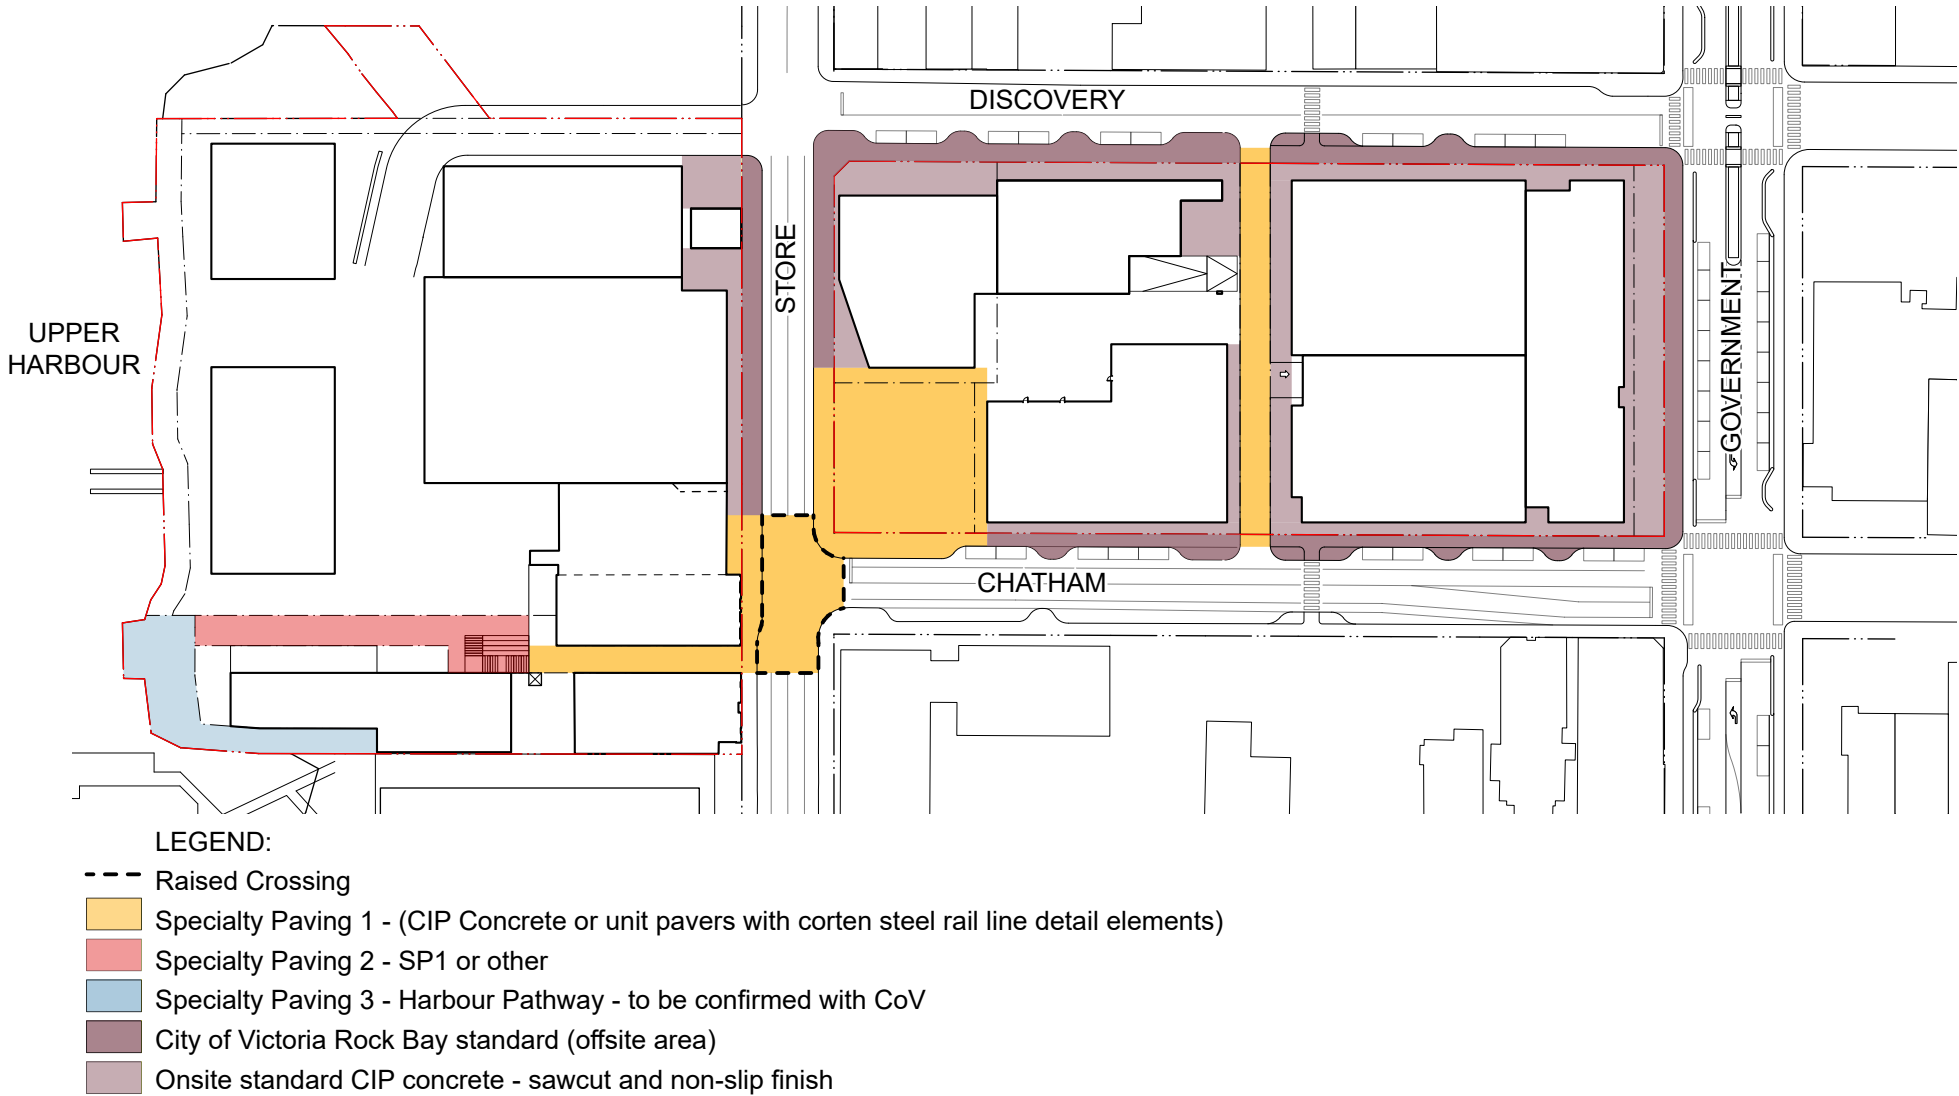 DISCOVERY
STORE
UPPER
HARBOUR
GOVERNMENT
CHATHAM
LEGEND:
Raised Crossing
Specialty Paving 1 - (CIP Concrete or unit pavers with corten steel rail line detail elements)
Specialty Paving 2 - SP1 or other
Specialty Paving 3 - Harbour Pathway - to be confirmed with CoV
City of Victoria Rock Bay standard (offsite area)
Onsite standard CIP concrete - sawcut and non-slip finish